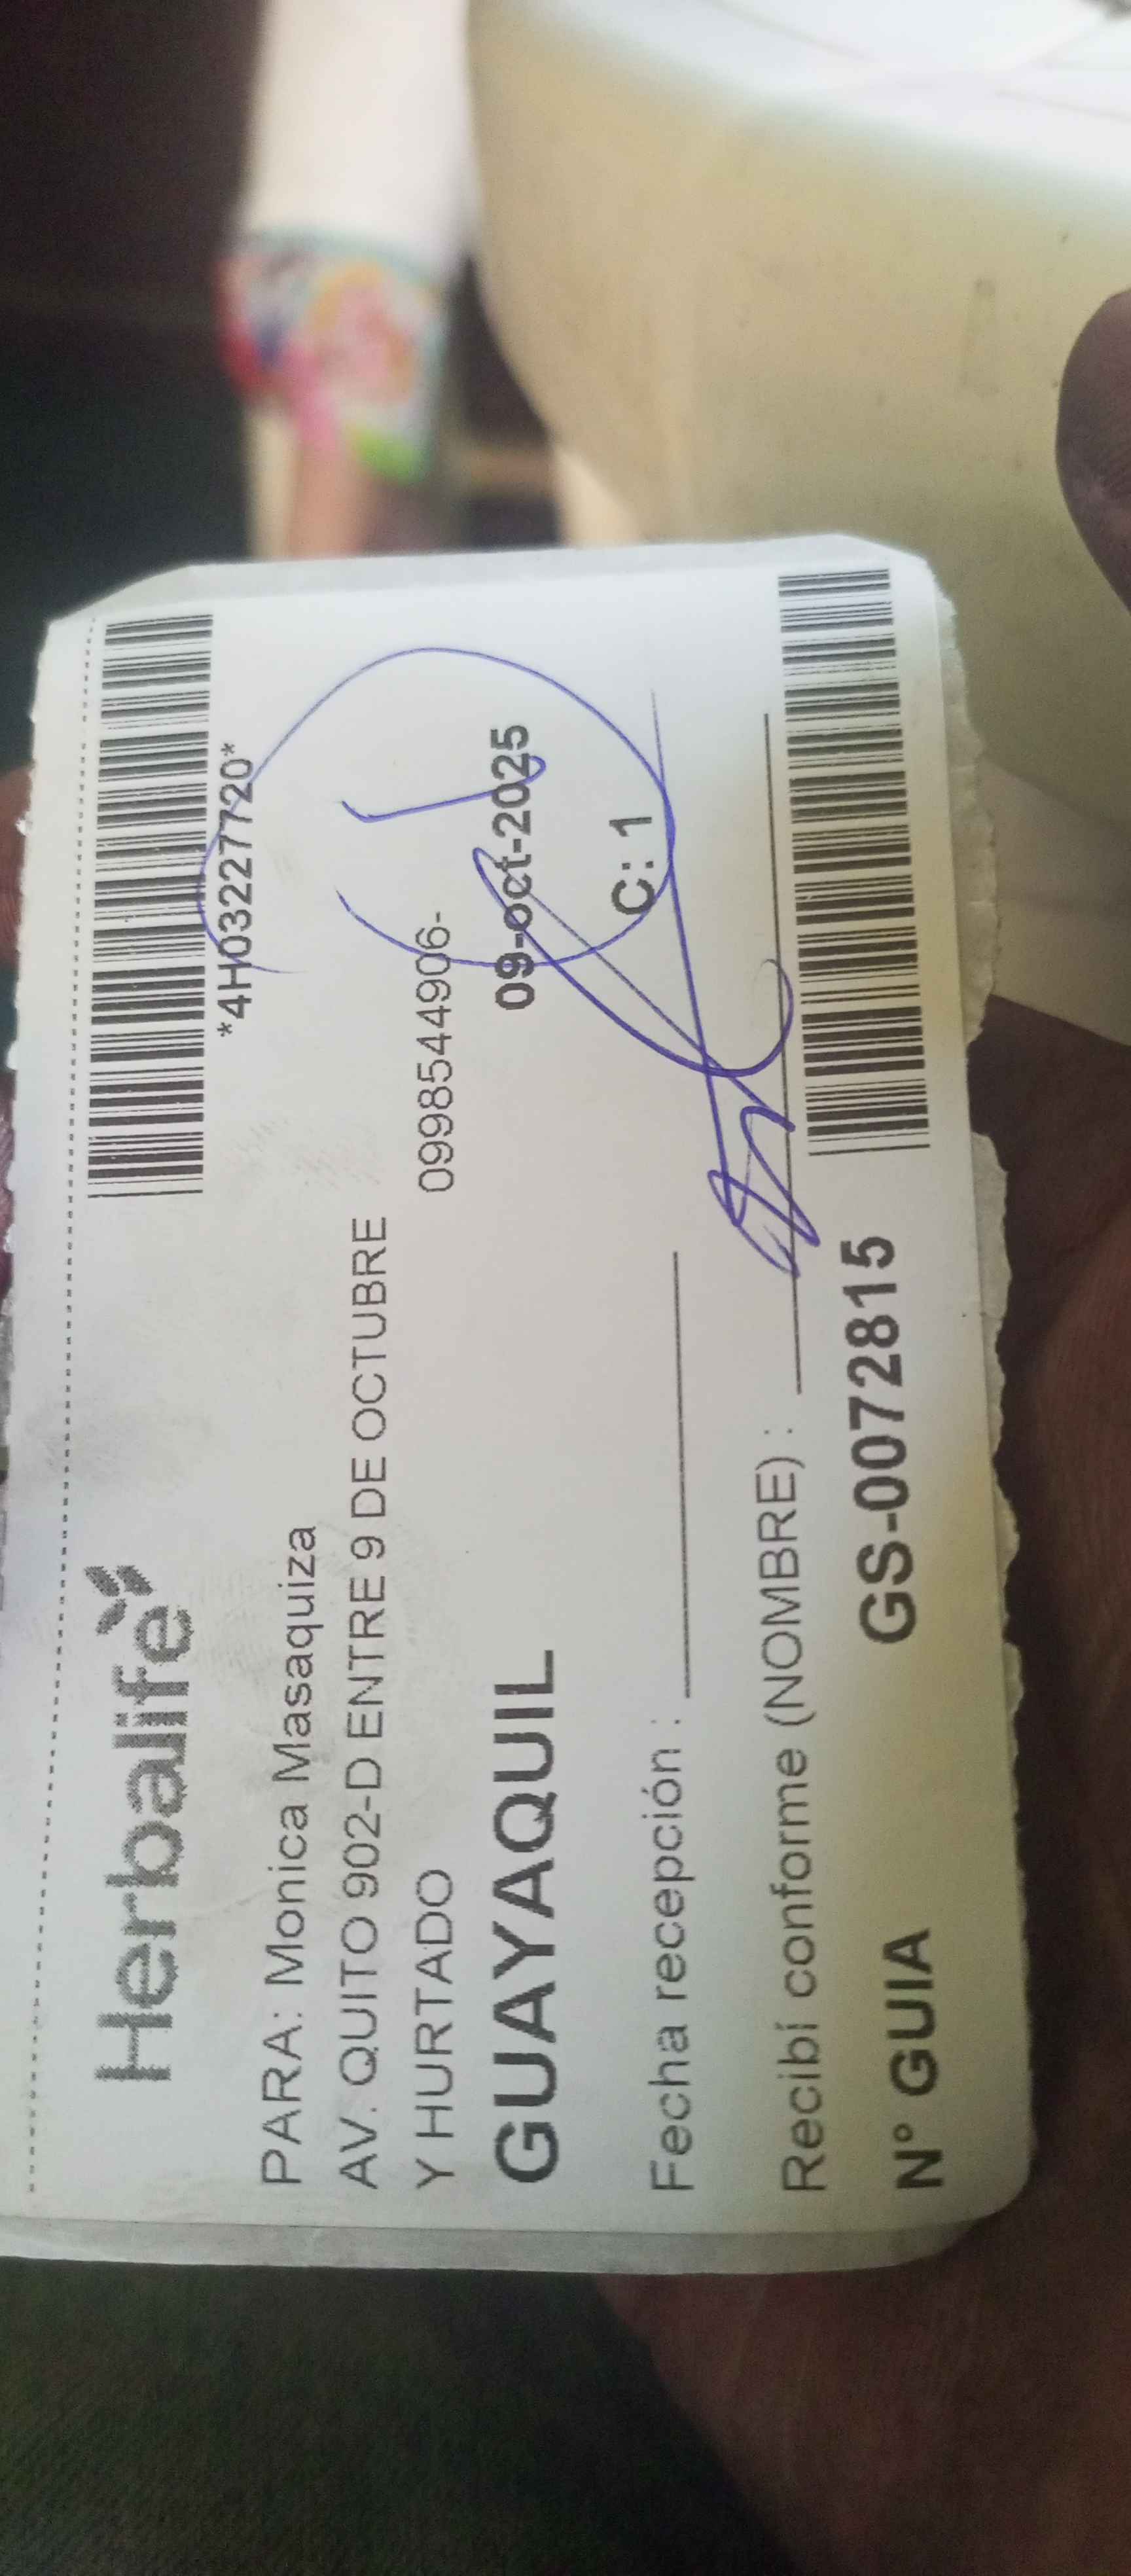 Herbalife
*4H03227720*
PARA: Monica Masaquiza
AV. QUITO 902-D ENTRE 9 DE OCTUBRE
Y HURTADO
0998544906-
GUAYAQUIL
09-oct-2025
Fecha recepción :
C: 1
Recibí conforme (NOMBRE) :
N° GUIA
GS-0072815